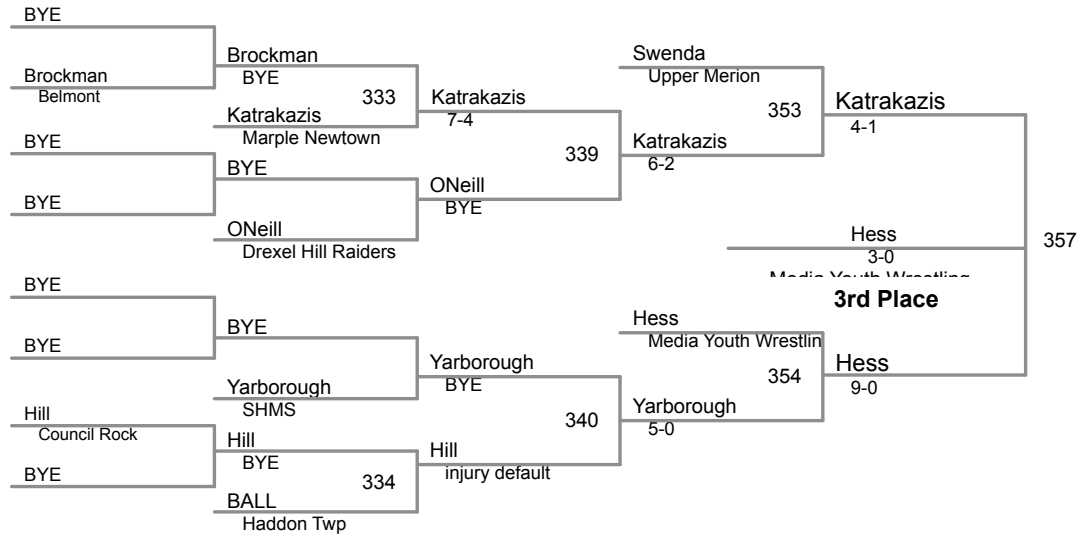 BYE
Brockman
Belmont
BYE
BYE
BYE
BYE
Hill
Council Rock
BYE
Brockman
BYE
333
Katrakazis
Marple Newtown
BYE
ONeill
Drexel Hill Raiders
BYE
Yarborough
SHMS
Hill
BYE
334
BALL
Haddon Twp
Katrakazis
7-4
339
ONeill
BYE
Yarborough
BYE
340
Hill
injury default
Swenda
Upper Merion
353
Katrakazis
6-2
Hess
Media Youth Wrestlin
354
Yarborough
5-0
Katrakazis
4-1
Hess
9-0
357
Hess
3-0
Media Youth Wrestling
3rd Place